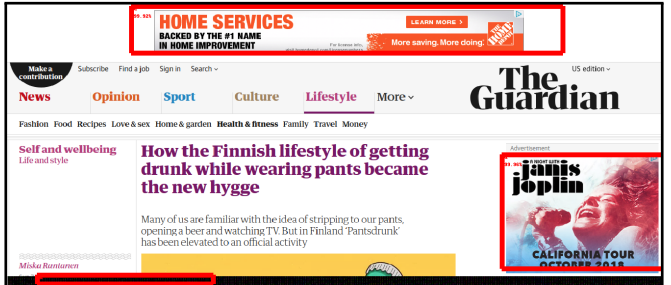 99.92%
HOME SERVICES
BACKED BY THE #1 NAME
IN HOME IMPROVEMENT
LEARN MORE >
More saving. More doing.
Make a
contribution
Subscribe Find a job Sign in Search
US edition
The
Guardian
News Opinion Sport Culture Lifestyle More
Fashion Food Recipes Love & sex Home & garden Health & fitness Family Travel Money
Self and wellbeing
Life and style
How the Finnish lifestyle of getting
drunk while wearing pants became
the new hygge
Many of us are familiar with the idea of stripping to our pants,
opening a beer and watching TV. But in Finland ‘Pantsdrunk’
has been elevated to an official activity
Miska Rantanen
Advertisement
A NIGHT WITH
janis
joplin
CALIFORNIA TOUR
OCTOBER 2018